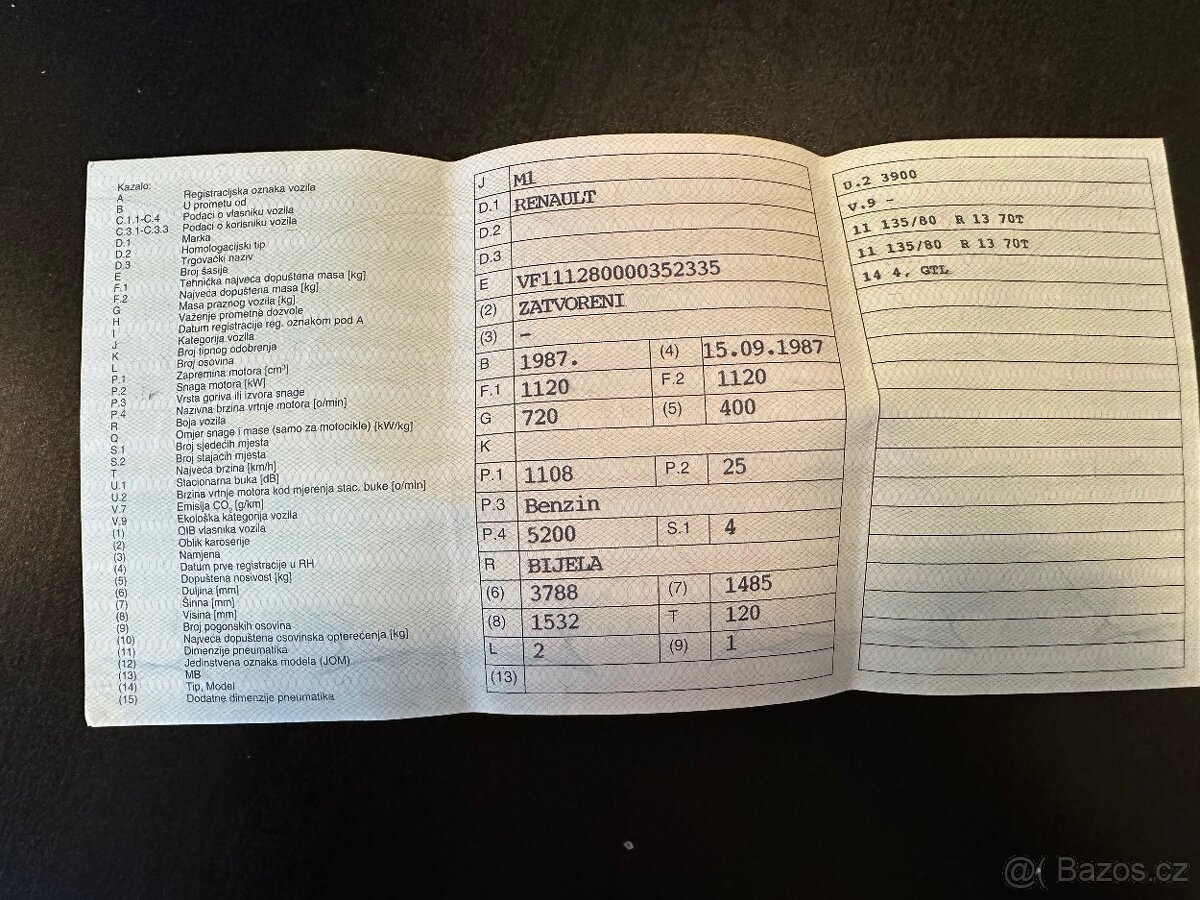 Kazalo:
A Registracijska oznaka vozila
B U prometu od
C.1.1-C.4 Podaci o vlasniku vozila
C.3.1-C.3.3 Podaci o korisniku vozila
D.1 Marka
D.2 Homologacijski tip
D.3 Trgovački naziv
E Broj šasije
F.1 Tehnička najveća dopuštena masa [kg]
F.2 Najveća dopuštena masa [kg]
G Masa praznog vozila [kg]
H Važenje prometne dozvole
I Datum registracije reg. oznakom pod A
J Kategorija vozila
K Broj tipnog odobrenja
L Broj osovina
P.1 Zapremina motora [cm³]
P.2 Snaga motora [kW]
P.3 Vrsta goriva ili izvora snage
P.4 Nazivna brzina vrtnje motora [o/min]
R Boja vozila
Q Omjer snage i mase (samo za motocikle) [kW/kg]
S.1 Broj sjedećih mjesta
S.2 Broj stajaćih mjesta
T Najveća brzina [km/h]
U.1 Stacionarna buka [dB]
U.2 Brzina vrtnje motora kod mjerenja stac. buke [o/min]
V.7 Emisija CO₂ [g/km]
V.9 Ekološka kategorija vozila
(1) OIB vlasnika vozila
(2) Oblik karoserije
(3) Namjena
(4) Datum prve registracije u RH
(5) Dopuštena nosivost [kg]
(6) Duljina [mm]
(7) Širina [mm]
(8) Visina [mm]
(9) Broj pogonskih osovina
(10) Najveća dopuštena osovinska opterećenja [kg]
(11) Dimenzije pneumatika
(12) Jedinstvena oznaka modela (JOM)
(13) MB
(14) Tip, Model
(15) Dodatne dimenzije pneumatika
J M1
D.1 RENAULT
D.2
D.3
E VF111280000352335
(2) ZATVORENI
(3) -
B 1987. (4) 15.09.1987
F.1 1120 F.2 1120
G 720 (5) 400
K
P.1 1108 P.2 25
P.3 Benzin
P.4 5200 S.1 4
R BIJELA
(6) 3788 (7) 1485
(8) 1532 T 120
L 2 (9) 1
(13)
U.2 3900
V.9 -
11 135/80 R 13 70T
11 135/80 R 13 70T
14 4, GTL
@ Bazos.cz